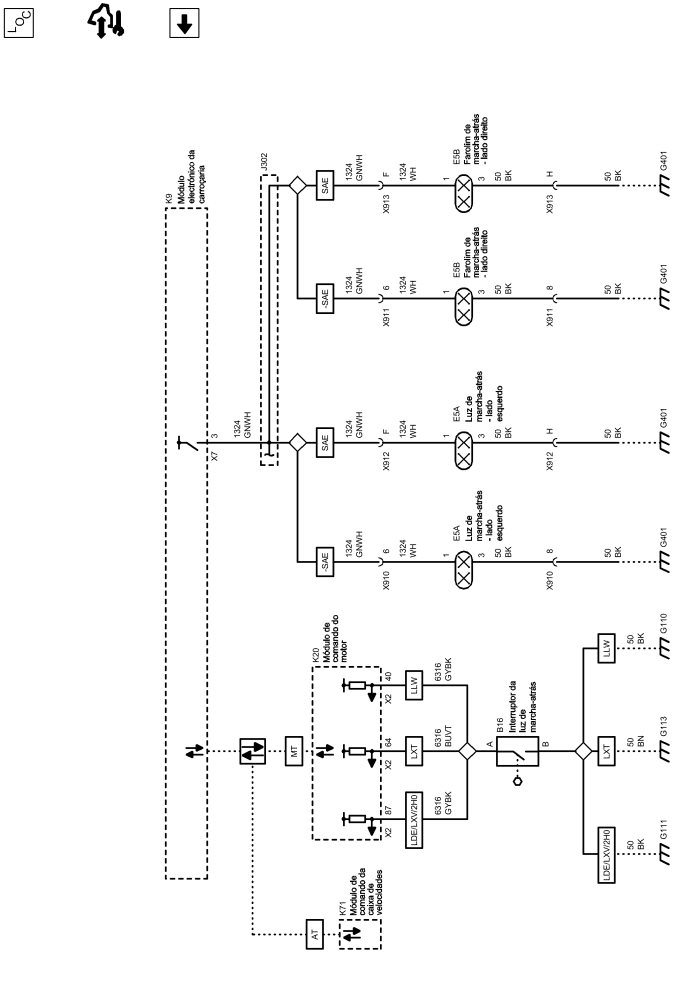 LOC
K9
Módulo
electrónico da
carroçaria
X7
3
1324
GNWH
J302
SAE
1324
GNWH
X913
F
1324
WH
1
E5B
Farolim de
marcha-atrás
- lado direito
3
50
BK
X913
H
50
BK
G401
-SAE
1324
GNWH
X911
6
1324
WH
1
E5B
Farolim de
marcha-atrás
- lado direito
3
50
BK
X911
8
50
BK
G401
SAE
1324
GNWH
X912
F
1324
WH
1
E5A
Luz de
marcha-atrás
- lado
esquerdo
3
50
BK
X912
H
50
BK
G401
-SAE
1324
GNWH
X910
6
1324
WH
1
E5A
Luz de
marcha-atrás
- lado
esquerdo
3
50
BK
X910
8
50
BK
G401
MT
K20
Módulo de
comando do
motor
X2
40
LLW
6316
GYBK
X2
64
LXT
6316
BUVT
X2
87
LDE/LXV/2H0
6316
GYBK
A
B16
Interruptor da
luz de
marcha-atrás
B
LLW
50
BK
G110
LXT
50
BN
G113
LDE/LXV/2H0
50
BK
G111
AT
K71
Módulo de
comando da
caixa de
velocidades